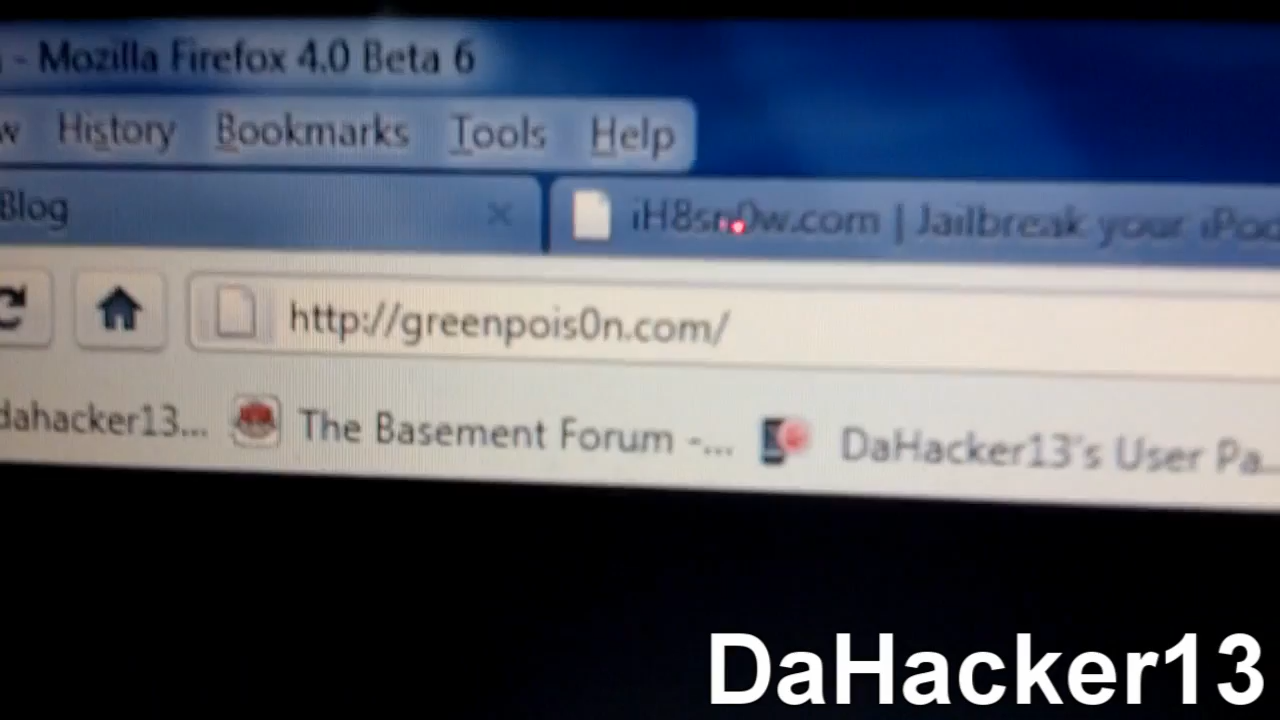 - Mozilla Firefox 4.0 Beta 6
w History Bookmarks Tools Help
Blog iH8sn0w.com | Jailbreak your iPod
http://greenpois0n.com/
dahacker13... The Basement Forum -... DaHacker13's User Pa...
DaHacker13